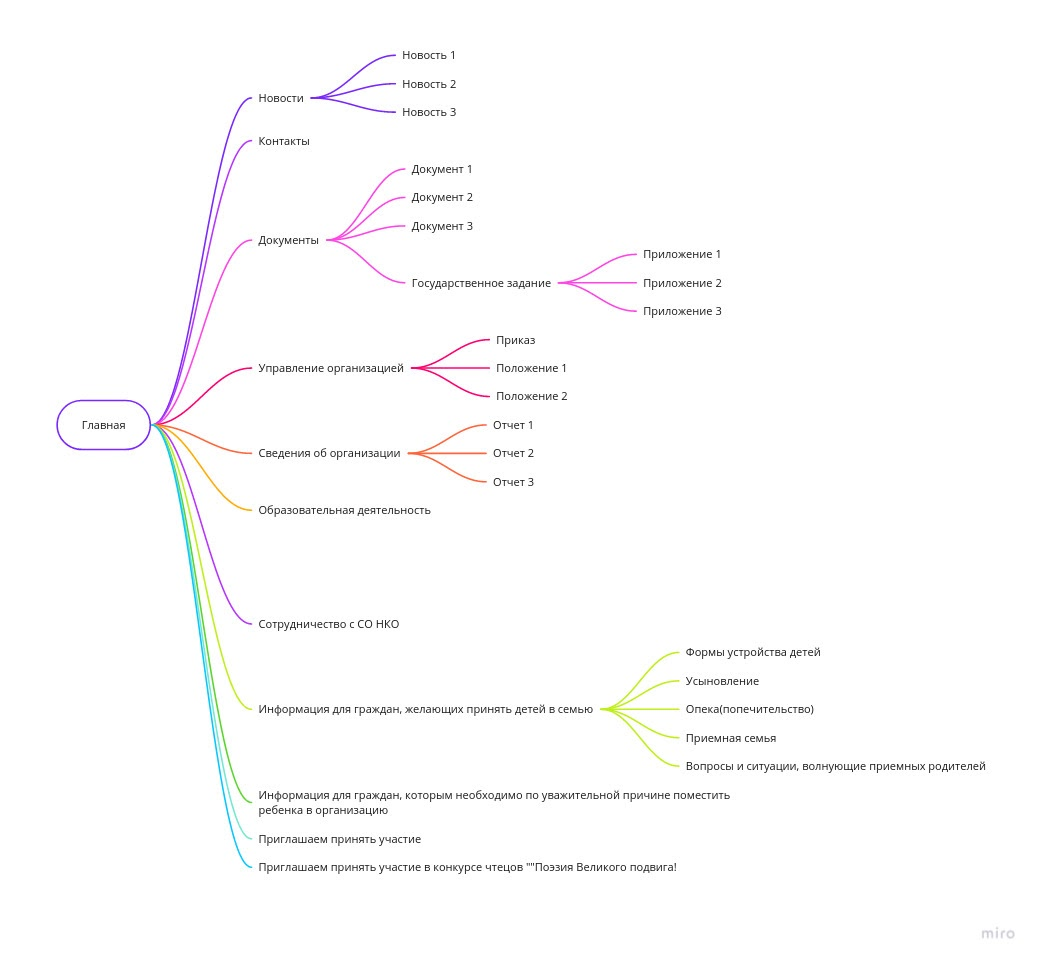 Новость 1
Новость 2
Новости
Новость 3
Контакты
Документ 1
Документ 2
Документ 3
Документы
Приложение 1
Государственное задание
Приложение 2
Приложение 3
Приказ
Управление организацией
Положение 1
Положение 2
Главная
Отчет 1
Сведения об организации
Отчет 2
Отчет 3
Образовательная деятельность
Сотрудничество с СО НКО
Формы устройства детей
Усыновление
Информация для граждан, желающих принять детей в семью
Опека(попечительство)
Приемная семья
Вопросы и ситуации, волнующие приемных родителей
Информация для граждан, которым необходимо по уважительной причине поместить
ребенка в организацию
Приглашаем принять участие
Приглашаем принять участие в конкурсе чтецов ""Поэзия Великого подвига!
miro